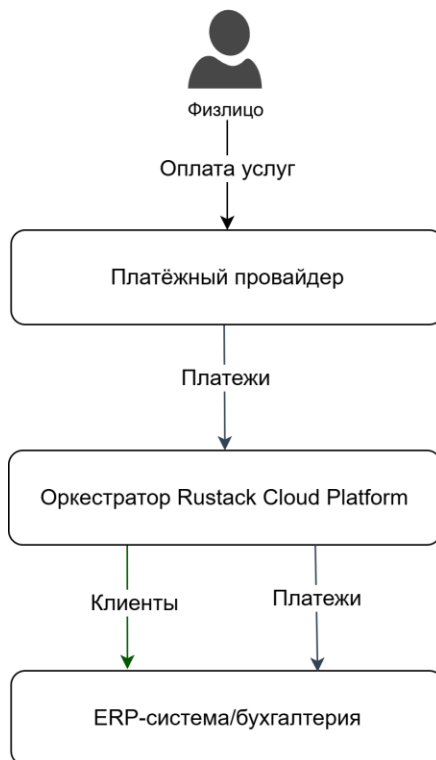 Физлицо
Оплата услуг
Платёжный провайдер
Платежи
Оркестратор Rustack Cloud Platform
Клиенты
Платежи
ERP-система/бухгалтерия